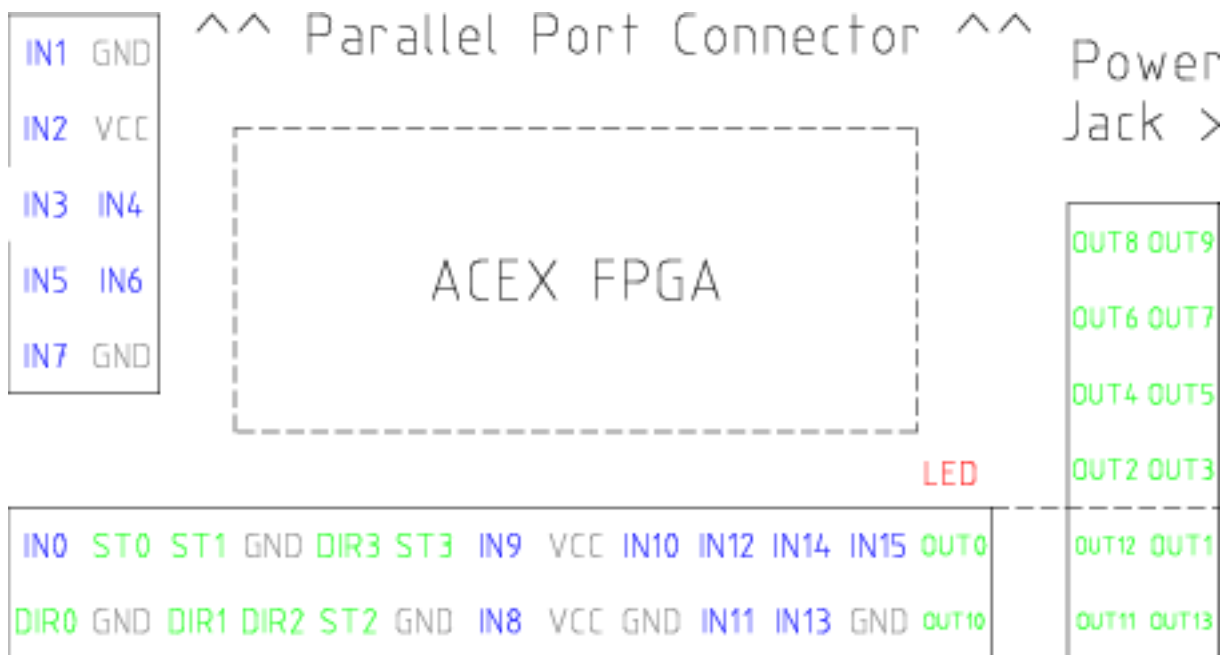 ^^ Parallel Port Connector ^^
Power
Jack >
IN1 GND
IN2 VCC
IN3 IN4
IN5 IN6
IN7 GND
ACEX FPGA
OUT8 OUT9
OUT6 OUT7
OUT4 OUT5
OUT2 OUT3
OUT12 OUT1
OUT11 OUT13
LED
IN0 ST0 ST1 GND DIR3 ST3 IN9 VCC IN10 IN12 IN14 IN15 OUT0
DIR0 GND DIR1 DIR2 ST2 GND IN8 VCC GND IN11 IN13 GND OUT10